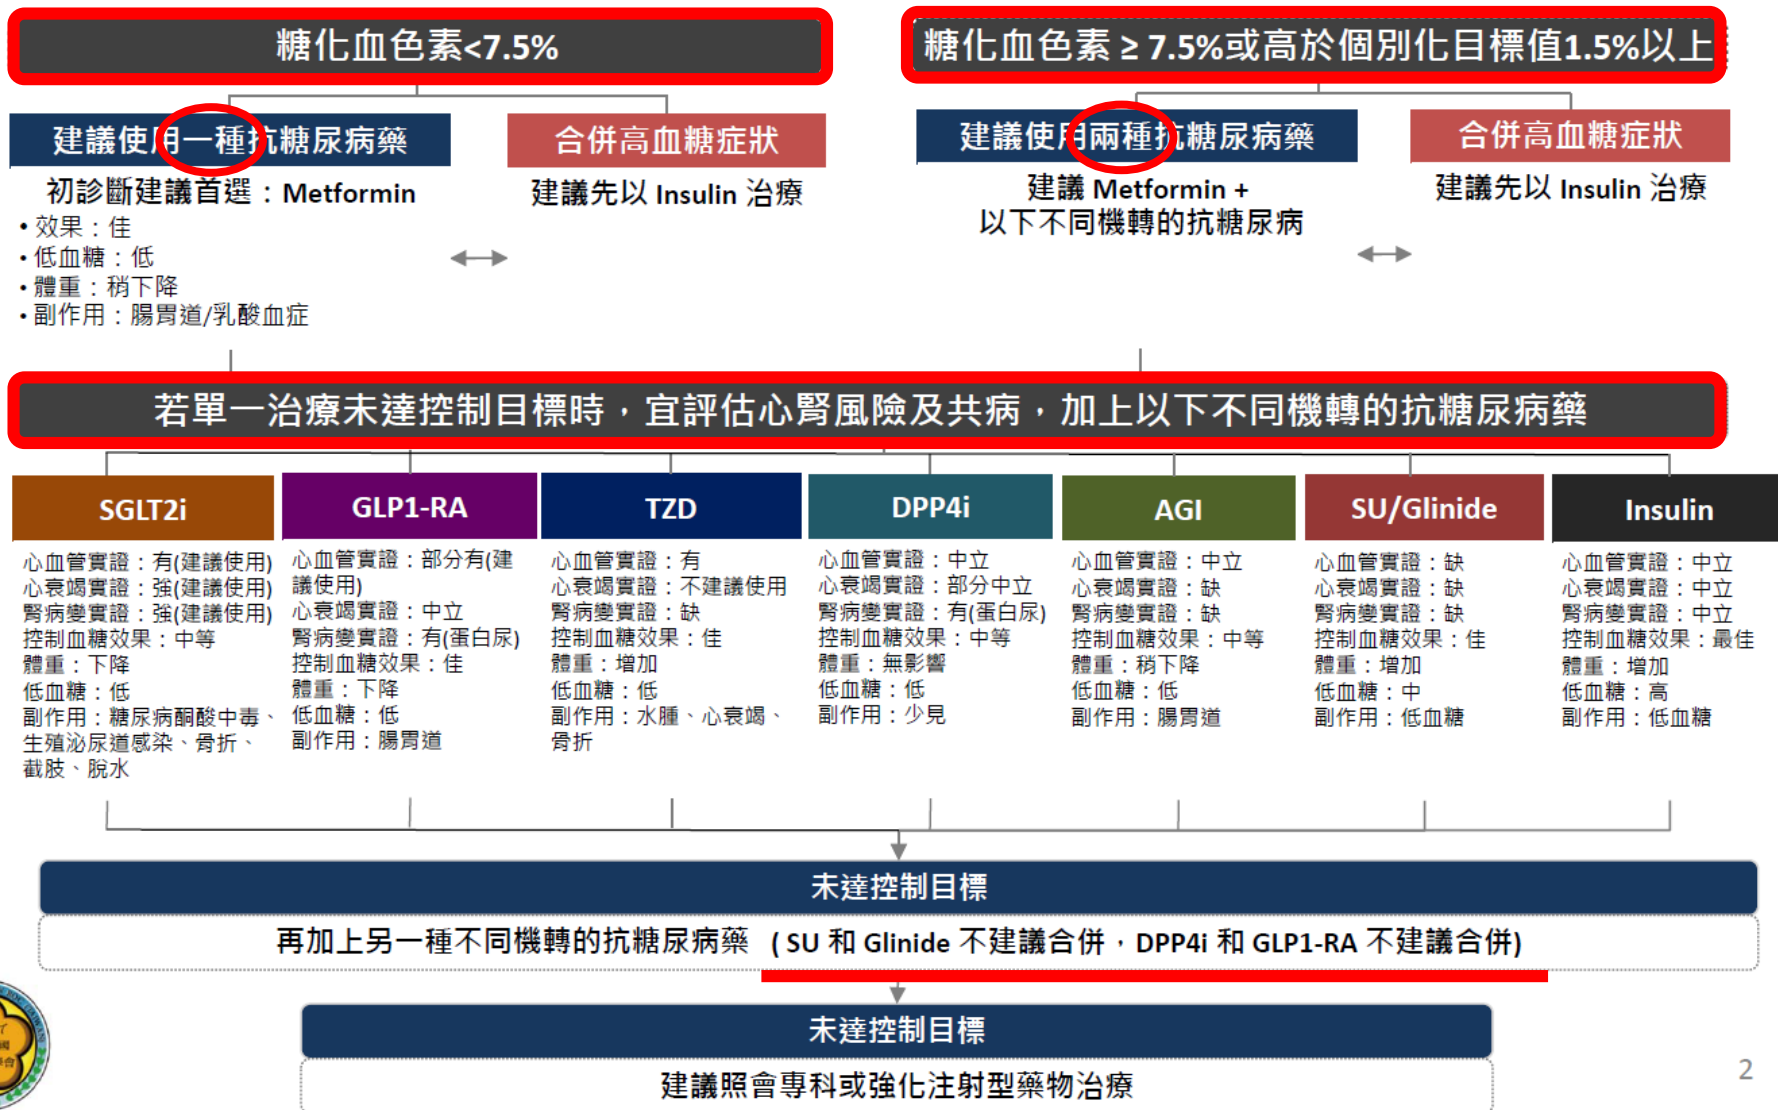 糖化血色素<7.5%
糖化血色素 ≥ 7.5%或高於個別化目標值1.5%以上
建議使用一種抗糖尿病藥
合併高血糖症狀
建議使用兩種抗糖尿病藥
合併高血糖症狀
初診斷建議首選：Metformin
• 效果：佳
• 低血糖：低
• 體重：稍下降
• 副作用：腸胃道/乳酸血症
建議先以 Insulin 治療
建議 Metformin +
以下不同機轉的抗糖尿病
建議先以 Insulin 治療
若單一治療未達控制目標時，宜評估心腎風險及共病，加上以下不同機轉的抗糖尿病藥
SGLT2i
心血管實證：有(建議使用)
心衰竭實證：強(建議使用)
腎病變實證：強(建議使用)
控制血糖效果：中等
體重：下降
低血糖：低
副作用：糖尿病酮酸中毒、
生殖泌尿道感染、骨折、
截肢、脫水
GLP1-RA
心血管實證：部分有(建
議使用)
心衰竭實證：中立
腎病變實證：有(蛋白尿)
控制血糖效果：佳
體重：下降
低血糖：低
副作用：腸胃道
TZD
心血管實證：有
心衰竭實證：不建議使用
腎病變實證：缺
控制血糖效果：佳
體重：增加
低血糖：低
副作用：水腫、心衰竭、
骨折
DPP4i
心血管實證：中立
心衰竭實證：部分中立
腎病變實證：有(蛋白尿)
控制血糖效果：中等
體重：無影響
低血糖：低
副作用：少見
AGI
心血管實證：中立
心衰竭實證：缺
腎病變實證：缺
控制血糖效果：中等
體重：稍下降
低血糖：低
副作用：腸胃道
SU/Glinide
心血管實證：缺
心衰竭實證：缺
腎病變實證：缺
控制血糖效果：佳
體重：增加
低血糖：中
副作用：低血糖
Insulin
心血管實證：中立
心衰竭實證：中立
腎病變實證：中立
控制血糖效果：最佳
體重：增加
低血糖：高
副作用：低血糖
未達控制目標
再加上另一種不同機轉的抗糖尿病藥 ( SU 和 Glinide 不建議合併，DPP4i 和 GLP1-RA 不建議合併)
未達控制目標
建議照會專科或強化注射型藥物治療
2